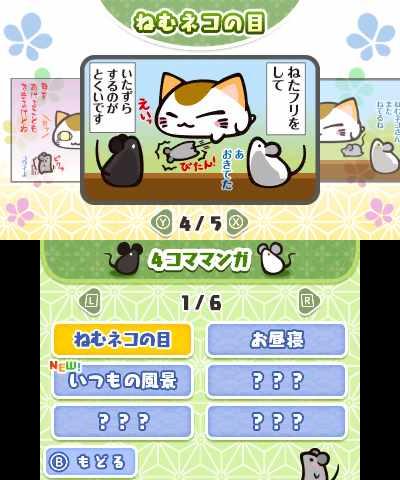 ねむネコの目
ねたフリを
して
いたずら
するのが
とくいです
えいっ
びたん!
あ
おきてた
Y 4/5 X
4コママンガ
L 1/6 R
ねむネコの目
お昼寝
NEW!
いつもの風景
???
???
???
B もどる